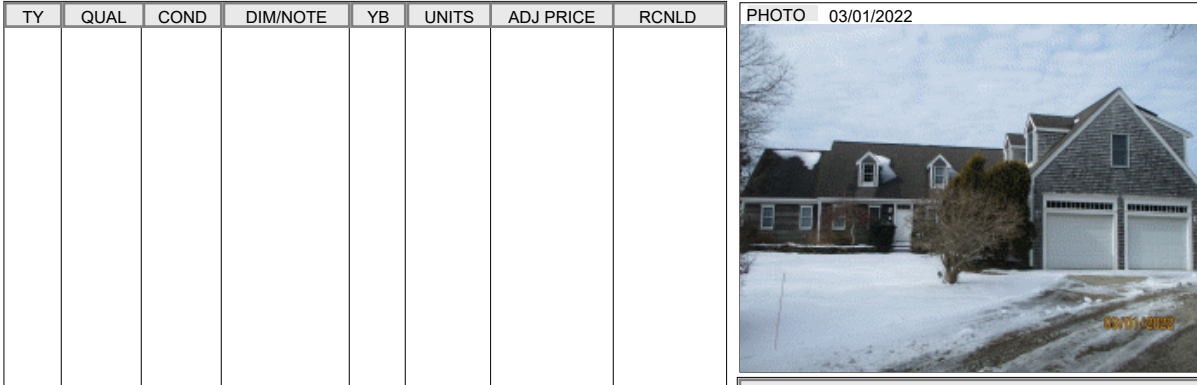 TY QUAL COND DIM/NOTE YB UNITS ADJ PRICE RCNLD
PHOTO 03/01/2022
03/01/2022